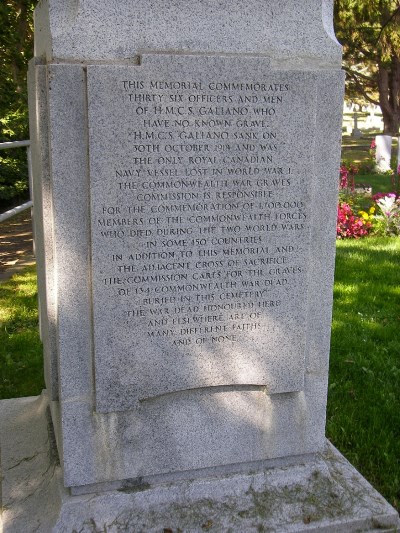 THIS MEMORIAL COMMEMORATES
THIRTY SIX OFFICERS AND MEN
OF H.M.C.S. GALIANO WHO
HAVE NO KNOWN GRAVE.
H.M.C.S. GALIANO SANK ON
30TH OCTOBER 1918 AND WAS
THE ONLY ROYAL CANADIAN
NAVY VESSEL LOST IN WORLD WAR I.
THE COMMONWEALTH WAR GRAVES
COMMISSION IS RESPONSIBLE
FOR THE COMMEMORATION OF 1,700,000
MEMBERS OF THE COMMONWEALTH FORCES
WHO DIED DURING THE TWO WORLD WARS
IN SOME 150 COUNTRIES.
IN ADDITION TO THIS MEMORIAL AND
THE ADJACENT CROSS OF SACRIFICE
THE COMMISSION CARES FOR THE GRAVES
OF 154 COMMONWEALTH WAR DEAD
BURIED IN THIS CEMETERY.
THE WAR DEAD HONOURED HERE
AND ELSEWHERE ARE OF
MANY DIFFERENT FAITHS
AND OF NONE.